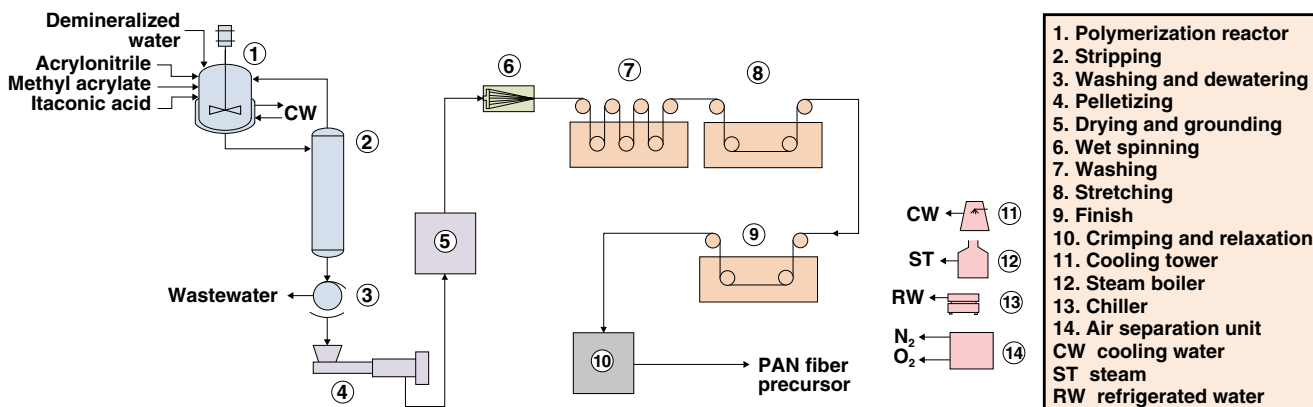 Demineralized
water
Acrylonitrile
Methyl acrylate
Itaconic acid
CW
1
2
3
Wastewater
4
5
6
7
8
9
10
PAN fiber
precursor
CW
11
ST
12
RW
13
N₂
O₂
14
1. Polymerization reactor
2. Stripping
3. Washing and dewatering
4. Pelletizing
5. Drying and grounding
6. Wet spinning
7. Washing
8. Stretching
9. Finish
10. Crimping and relaxation
11. Cooling tower
12. Steam boiler
13. Chiller
14. Air separation unit
CW cooling water
ST steam
RW refrigerated water